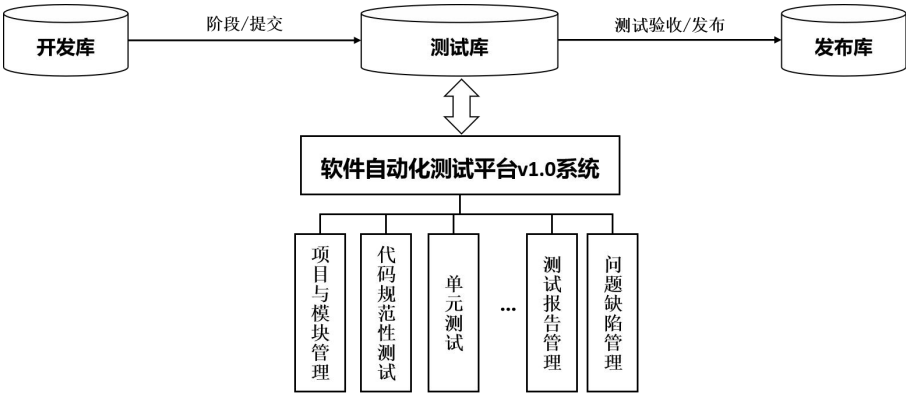 开发库
阶段/提交
测试库
测试验收/发布
发布库
软件自动化测试平台v1.0系统
项目与模块管理
代码规范性测试
单元测试
...
测试报告管理
问题缺陷管理